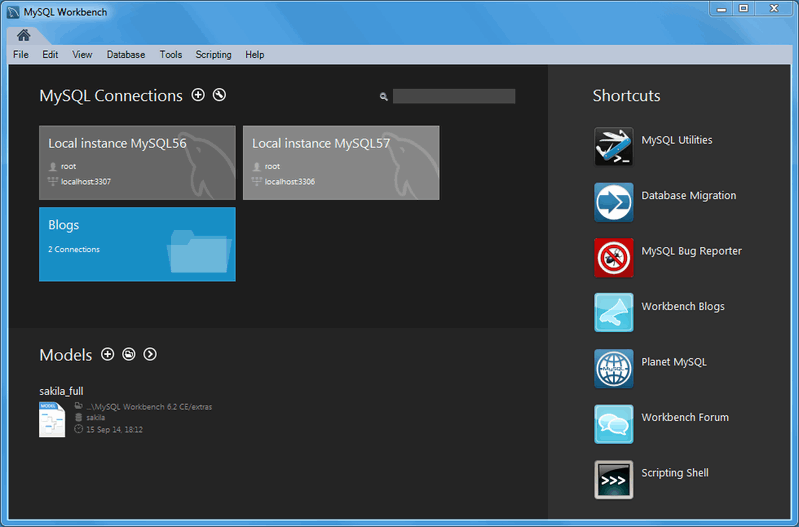 MySQL Workbench
File Edit View Database Tools Scripting Help
MySQL Connections
Local instance MySQL56
root
localhost:3307
Local instance MySQL57
root
localhost:3306
Blogs
2 Connections
Models
sakila_full
MODEL
...\MySQL Workbench 6.2 CE/extras
sakila
15 Sep 14, 18:12
Shortcuts
MySQL Utilities
Database Migration
MySQL Bug Reporter
Workbench Blogs
MySQL
Planet MySQL
Workbench Forum
>>>
Scripting Shell